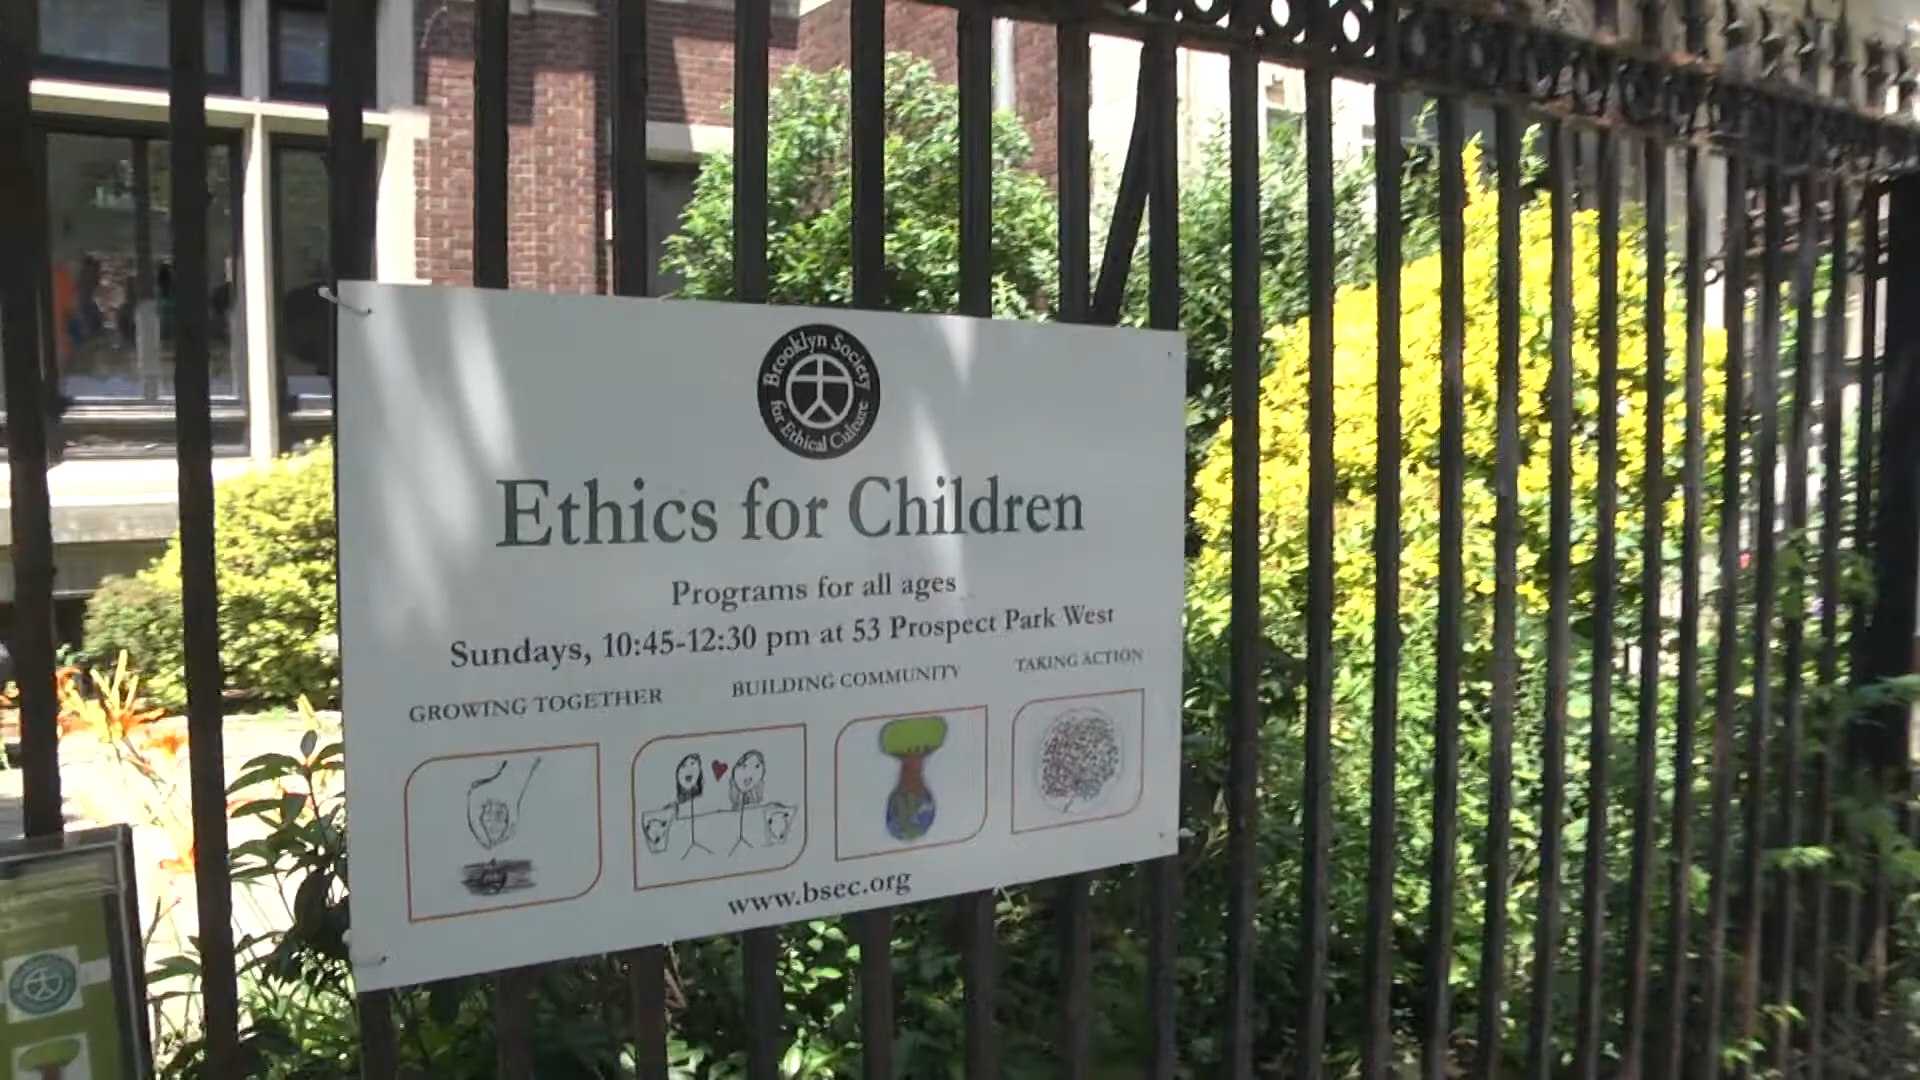 Brooklyn Society
for Ethical Culture
Ethics for Children
Programs for all ages
Sundays, 10:45-12:30 pm at 53 Prospect Park West
GROWING TOGETHER BUILDING COMMUNITY TAKING ACTION
www.bsec.org